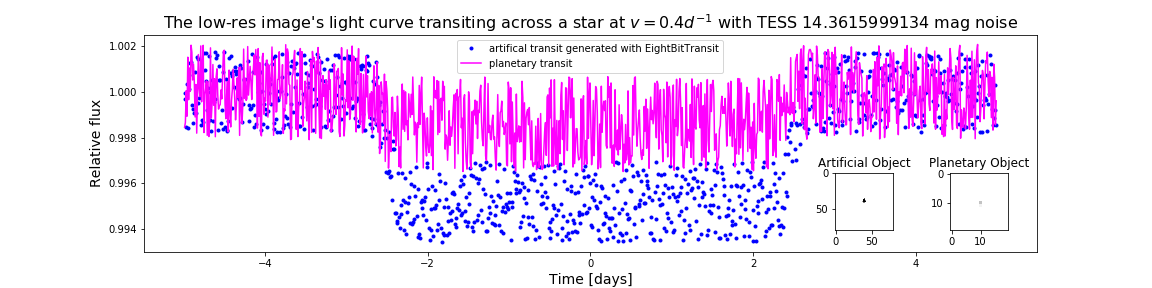 The low-res image's light curve transiting across a star at v = 0.4d⁻¹ with TESS 14.3615999134 mag noise
artifical transit generated with EightBitTransit
planetary transit
Relative flux
1.002
1.000
0.998
0.996
0.994
Artificial Object
0
50
0 50
Planetary Object
0
10
0 10
−4 −2 0 2 4
Time [days]